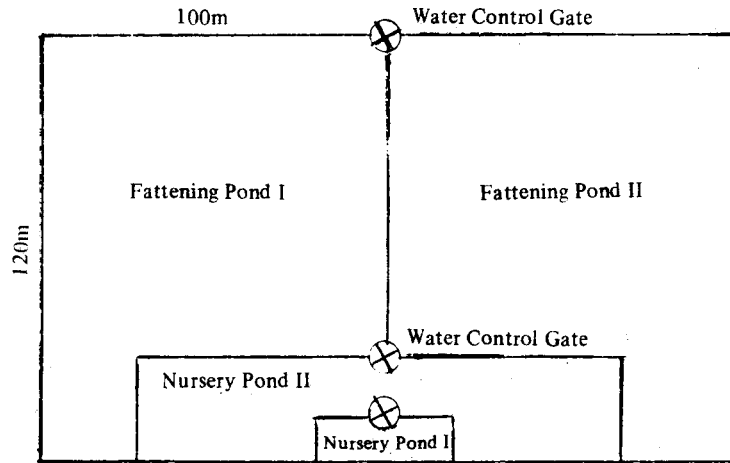 100m
Water Control Gate
Fattening Pond I
Fattening Pond II
120m
Water Control Gate
Nursery Pond II
Nursery Pond I